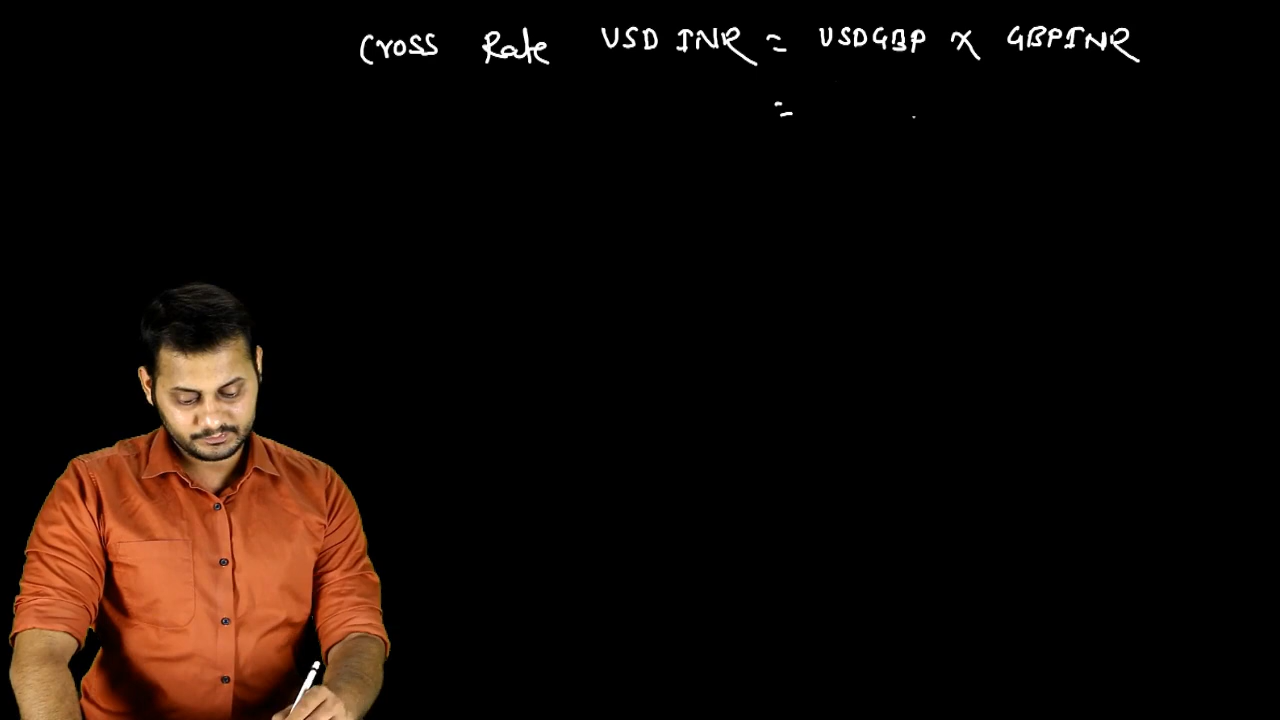 Cross Rate USD INR = USDGBP x GBPINR
=